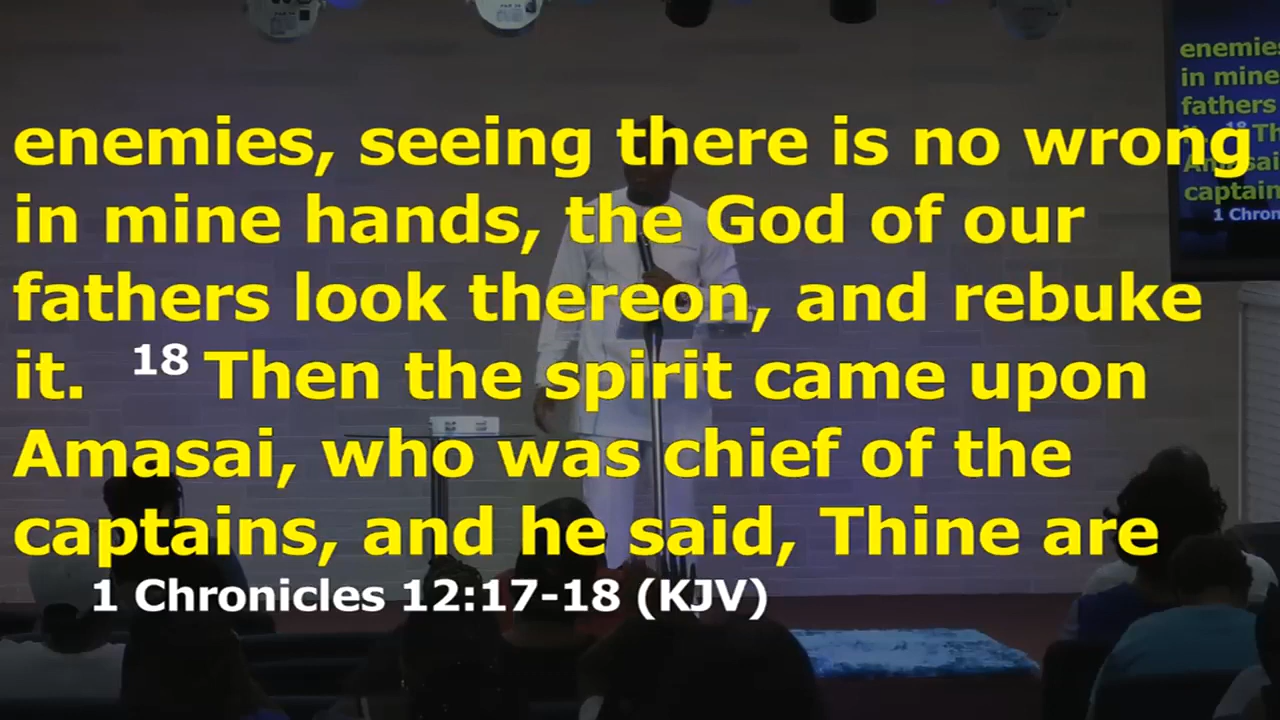 enemies, seeing there is no wrong
in mine hands, the God of our
fathers look thereon, and rebuke
it. 18 Then the spirit came upon
Amasai, who was chief of the
captains, and he said, Thine are
1 Chronicles 12:17-18 (KJV)
enemies
in mine
fathers
it. 18 Th
Amasai
captain
1 Chron